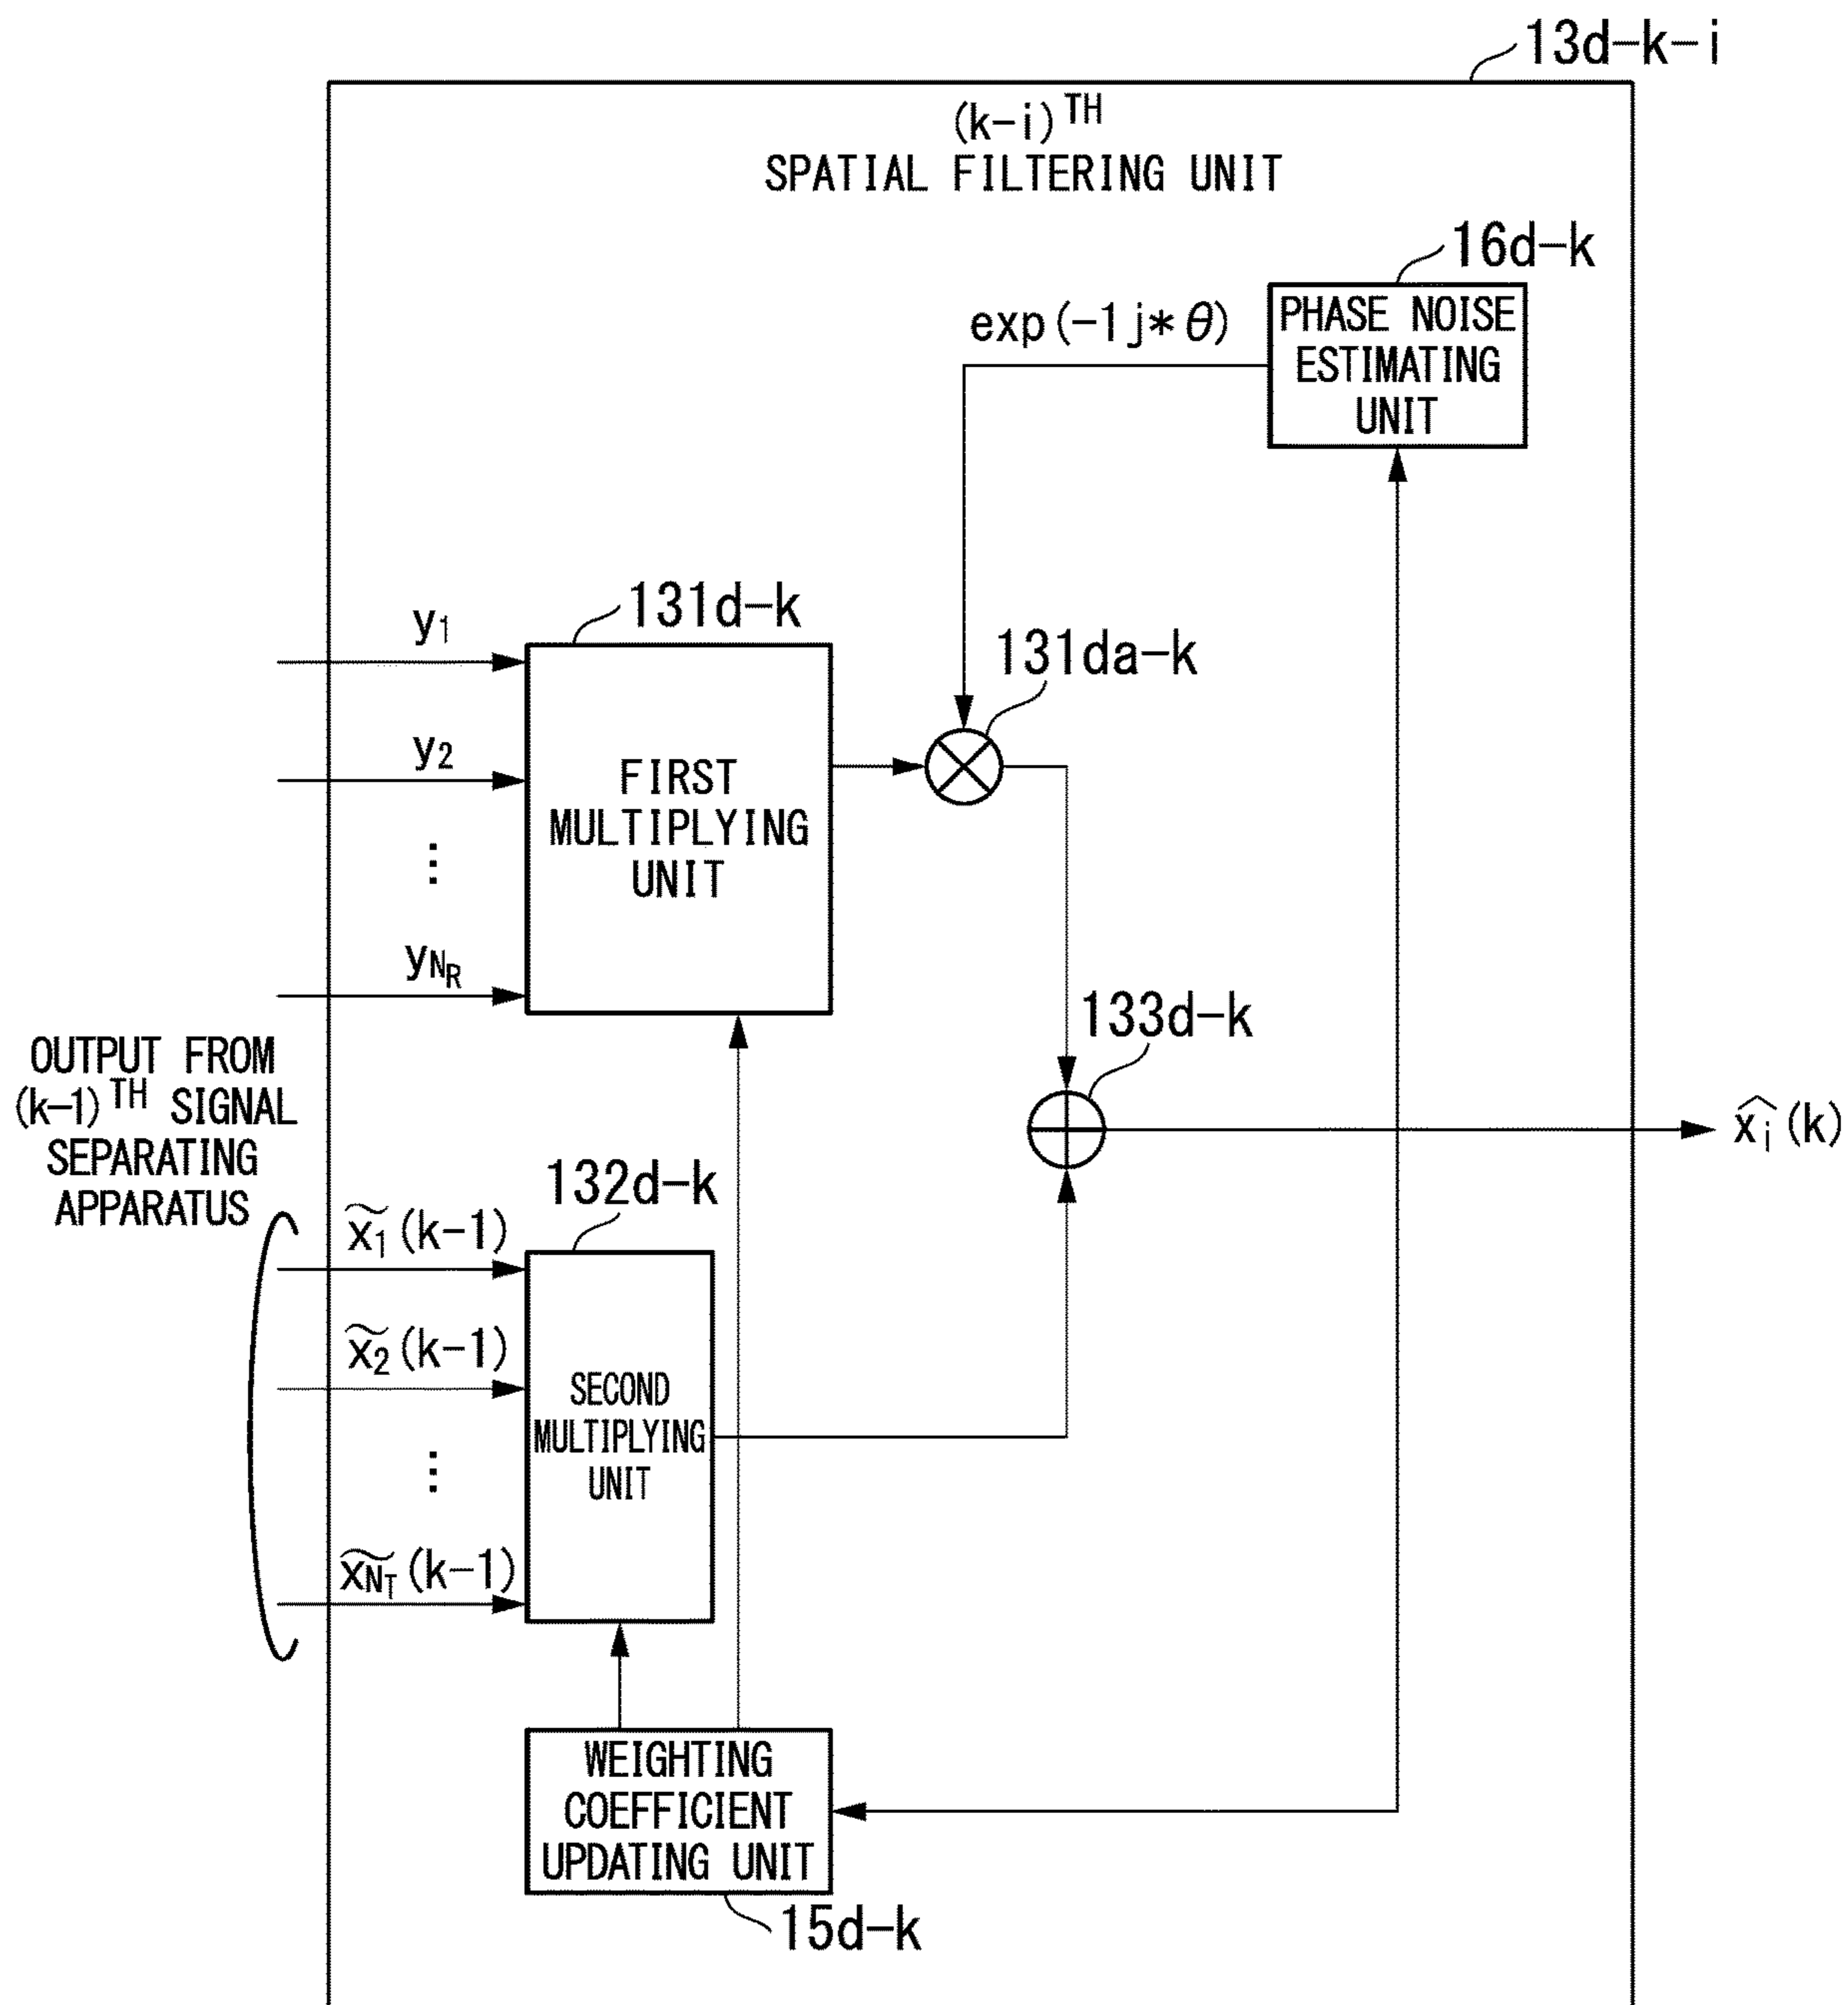 13d-k-i
(k-i)TH
SPATIAL FILTERING UNIT
16d-k
PHASE NOISE
ESTIMATING
UNIT
exp(-1j*θ)
131d-k
131da-k
y1
y2
⋮
yNR
FIRST
MULTIPLYING
UNIT
133d-k
x̂i(k)
OUTPUT FROM
(k-1)TH SIGNAL
SEPARATING
APPARATUS
132d-k
x̃1(k-1)
x̃2(k-1)
⋮
x̃NT(k-1)
SECOND
MULTIPLYING
UNIT
WEIGHTING
COEFFICIENT
UPDATING UNIT
15d-k